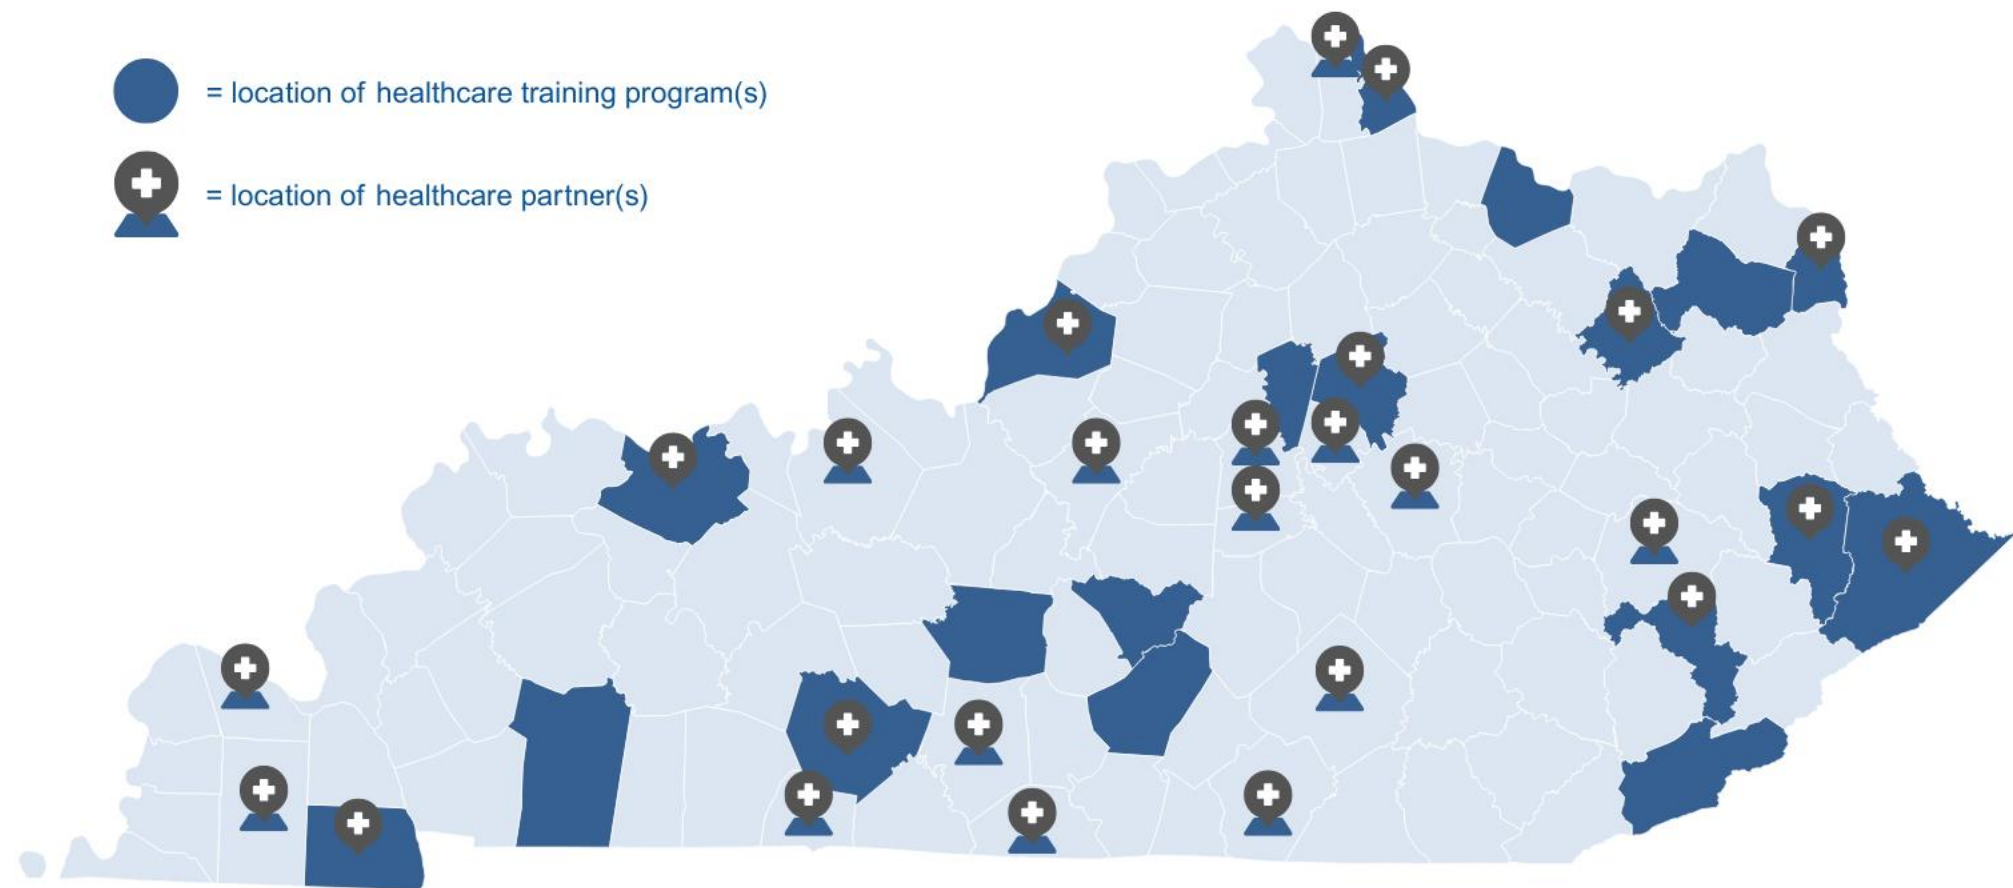 = location of healthcare training program(s)
= location of healthcare partner(s)